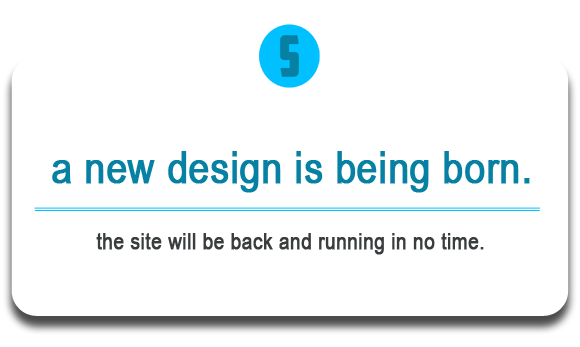 S
a new design is being born.
the site will be back and running in no time.